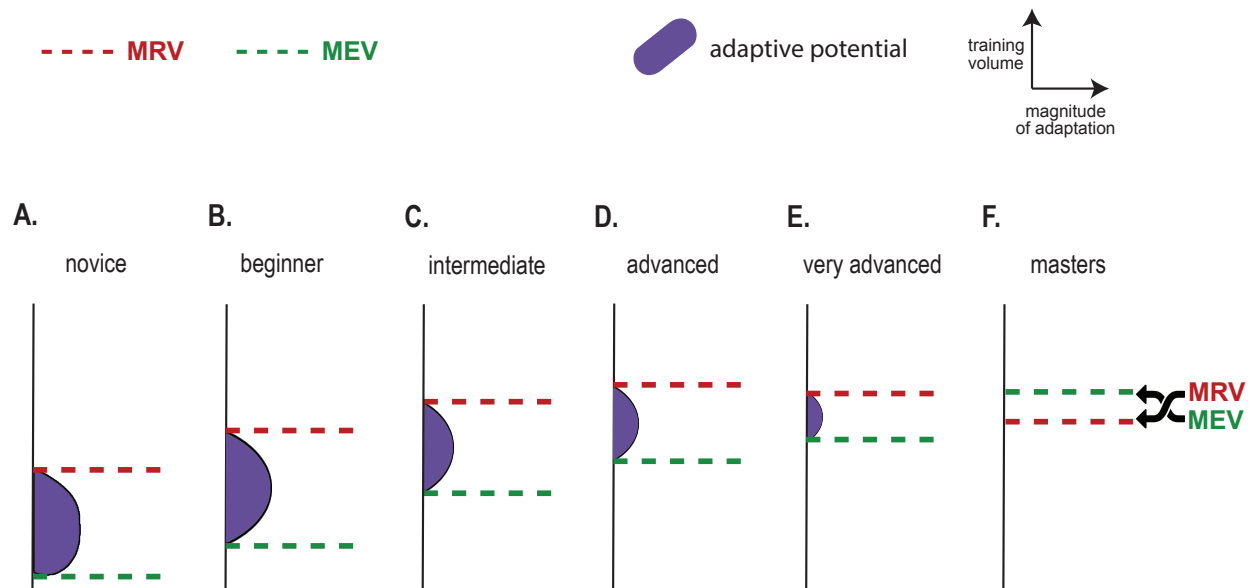 MRV
MEV
adaptive potential
training
volume
magnitude
of adaptation
A.
B.
C.
D.
E.
F.
novice
beginner
intermediate
advanced
very advanced
masters
MRV
MEV